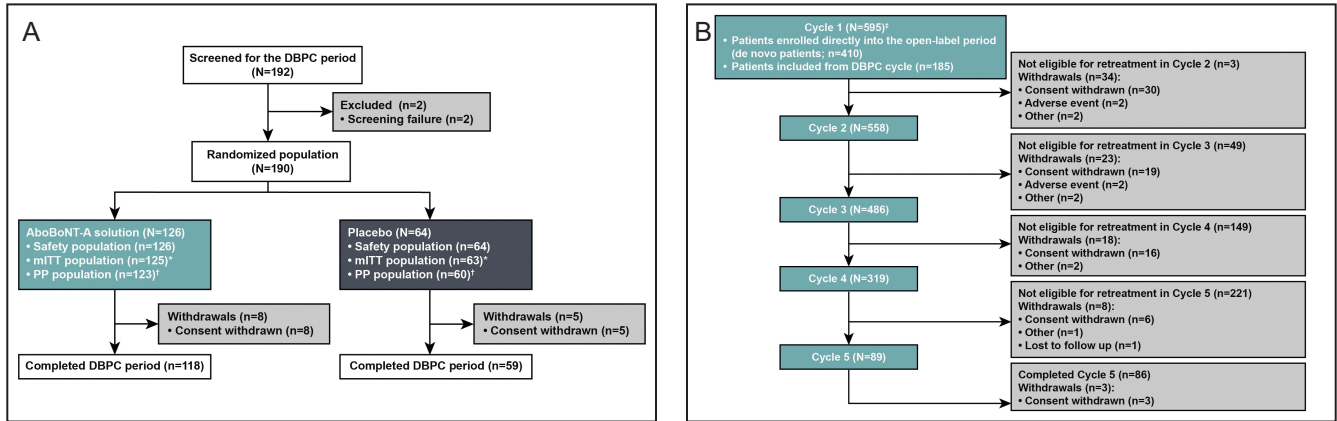 A
Screened for the DBPC period
(N=192)
Excluded (n=2)
• Screening failure (n=2)
Randomized population
(N=190)
AboBoNT-A solution (N=126)
• Safety population (n=126)
• mITT population (n=125)*
• PP population (n=123)†
Placebo (N=64)
• Safety population (n=64)
• mITT population (n=63)*
• PP population (n=60)†
Withdrawals (n=8)
• Consent withdrawn (n=8)
Withdrawals (n=5)
• Consent withdrawn (n=5)
Completed DBPC period (n=118)
Completed DBPC period (n=59)
B
Cycle 1 (N=595)‡
• Patients enrolled directly into the open-label period
(de novo patients; n=410)
• Patients included from DBPC cycle (n=185)
Not eligible for retreatment in Cycle 2 (n=3)
Withdrawals (n=34):
• Consent withdrawn (n=30)
• Adverse event (n=2)
• Other (n=2)
Cycle 2 (N=558)
Not eligible for retreatment in Cycle 3 (n=49)
Withdrawals (n=23):
• Consent withdrawn (n=19)
• Adverse event (n=2)
• Other (n=2)
Cycle 3 (N=486)
Not eligible for retreatment in Cycle 4 (n=149)
Withdrawals (n=18):
• Consent withdrawn (n=16)
• Other (n=2)
Cycle 4 (N=319)
Not eligible for retreatment in Cycle 5 (n=221)
Withdrawals (n=8):
• Consent withdrawn (n=6)
• Other (n=1)
• Lost to follow up (n=1)
Cycle 5 (N=89)
Completed Cycle 5 (n=86)
Withdrawals (n=3):
• Consent withdrawn (n=3)